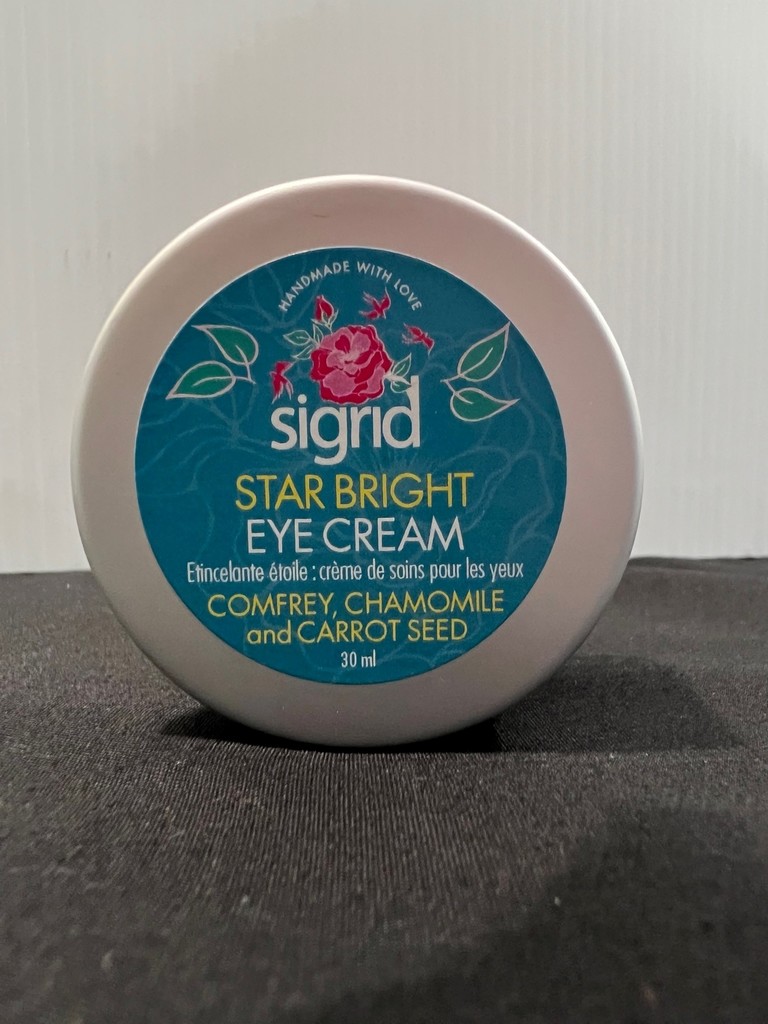 HANDMADE WITH LOVE
sigrid
STAR BRIGHT
EYE CREAM
Etincelante étoile : crème de soins pour les yeux
COMFREY, CHAMOMILE
and CARROT SEED
30 ml